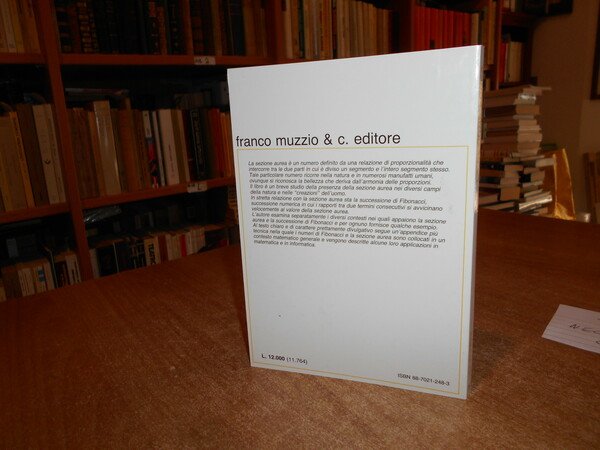 franco muzzio & c. editore
La sezione aurea è un numero definito da una relazione di proporzionalità che
intercorre tra le due parti in cui è diviso un segmento e l'intero segmento stesso.
Tale particolare numero ricorre nella natura e in numerosi manufatti umani,
ovunque si riconosca la bellezza che deriva dall'armonia delle proporzioni.
Il libro è un breve studio della presenza della sezione aurea nei diversi campi
della natura e nelle "creazioni" dell'uomo.
In stretta relazione con la sezione aurea sta la successione di Fibonacci,
successione numerica in cui i rapporti tra due termini consecutivi si avvicinano
velocemente al valore della sezione aurea.
L'autore esamina separatamente i diversi contesti nei quali appaiono la sezione
aurea e la successione di Fibonacci e per ognuno fornisce qualche esempio.
Al testo chiaro e di carattere prettamente divulgativo segue un'appendice più
tecnica nella quale i numeri di Fibonacci e la sezione aurea sono collocati in un
contesto matematico generale e vengono descritte alcune loro applicazioni in
matematica e in informatica.
L. 12.000 (11.764)
ISBN 88-7021-248-3